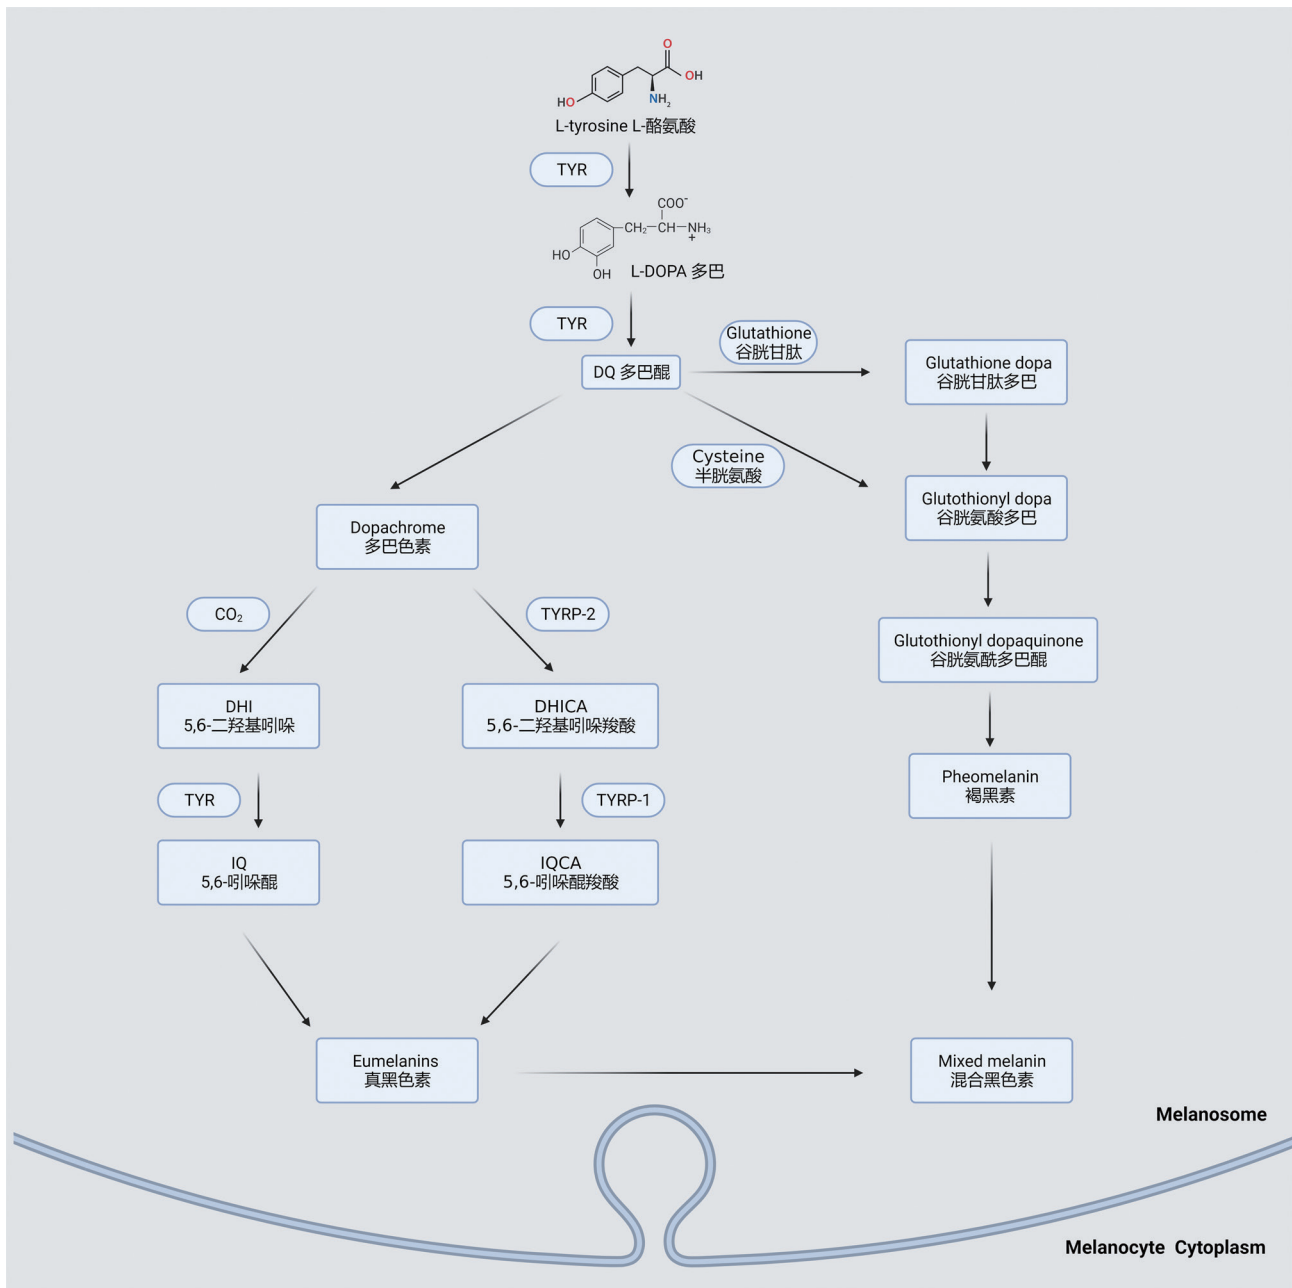 O
OH
HO
NH₂
L-tyrosine L-酪氨酸
TYR
COO⁻
CH₂—CH—NH₃
+
HO
OH
L-DOPA 多巴
TYR
Glutathione
谷胱甘肽
DQ 多巴醌
Glutathione dopa
谷胱甘肽多巴
Cysteine
半胱氨酸
Glutothionyl dopa
谷胱氨酸多巴
Dopachrome
多巴色素
CO₂
TYRP-2
Glutothionyl dopaquinone
谷胱氨酰多巴醌
DHI
5,6-二羟基吲哚
DHICA
5,6-二羟基吲哚羧酸
Pheomelanin
褐黑素
TYR
TYRP-1
IQ
5,6-吲哚醌
IQCA
5,6-吲哚醌羧酸
Eumelanins
真黑色素
Mixed melanin
混合黑色素
Melanosome
Melanocyte Cytoplasm